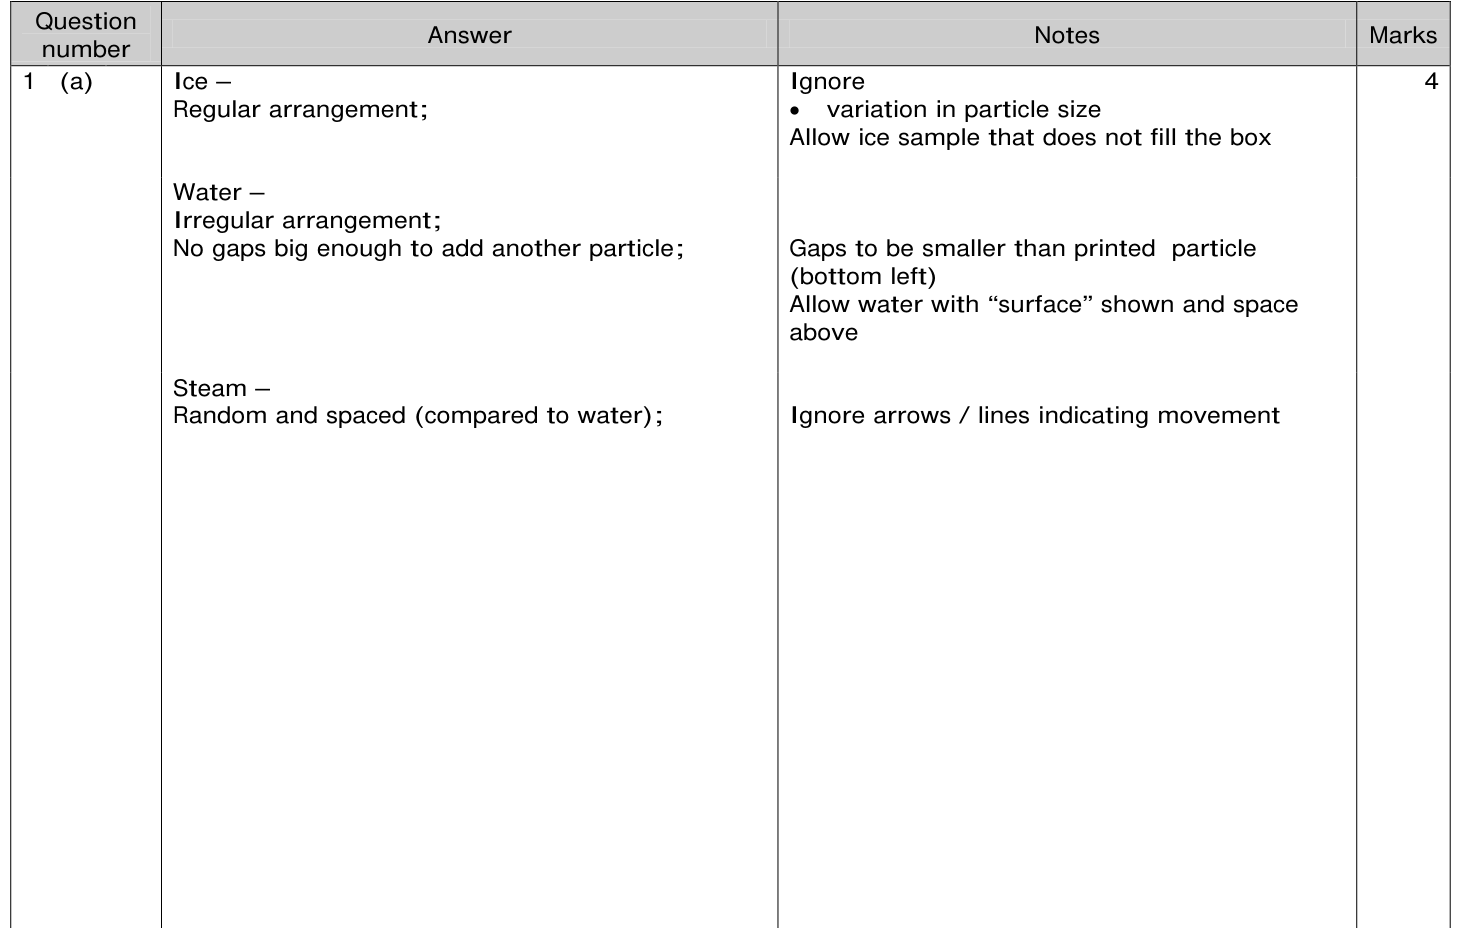 Question number
Answer
Notes
Marks
1 (a)
Ice –
Regular arrangement;
Ignore
• variation in particle size
Allow ice sample that does not fill the box
4
Water –
Irregular arrangement;
No gaps big enough to add another particle;
Gaps to be smaller than printed particle
(bottom left)
Allow water with “surface” shown and space
above
Steam –
Random and spaced (compared to water);
Ignore arrows / lines indicating movement